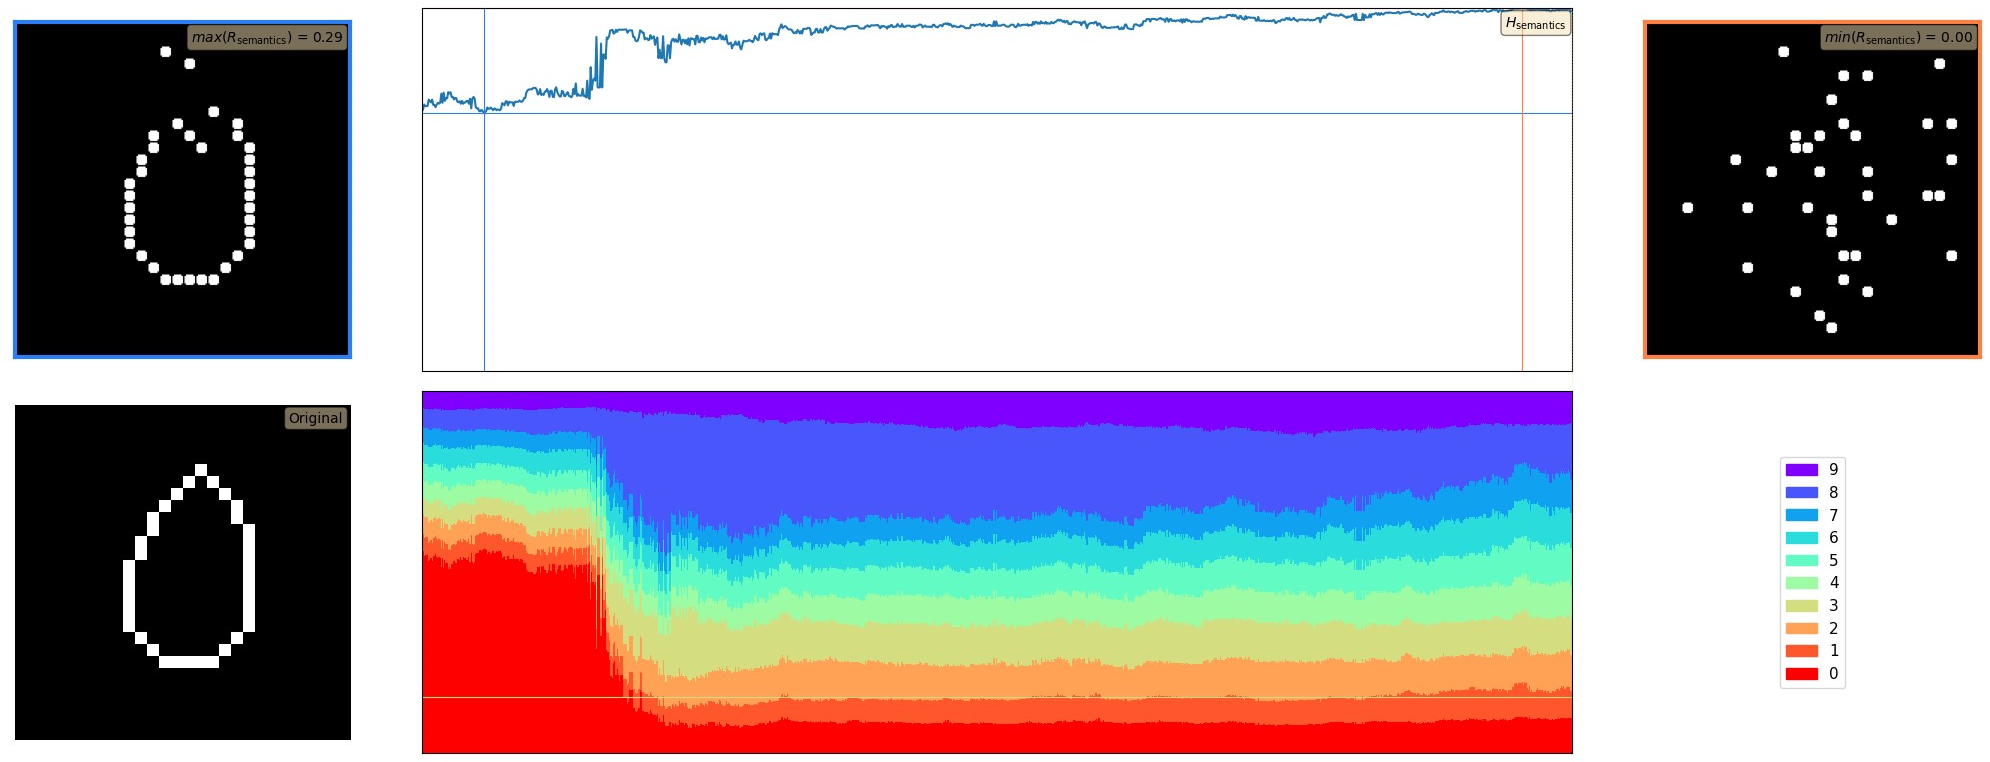 max(R_semantics) = 0.29
H_semantics
min(R_semantics) = 0.00
Original
9
8
7
6
5
4
3
2
1
0